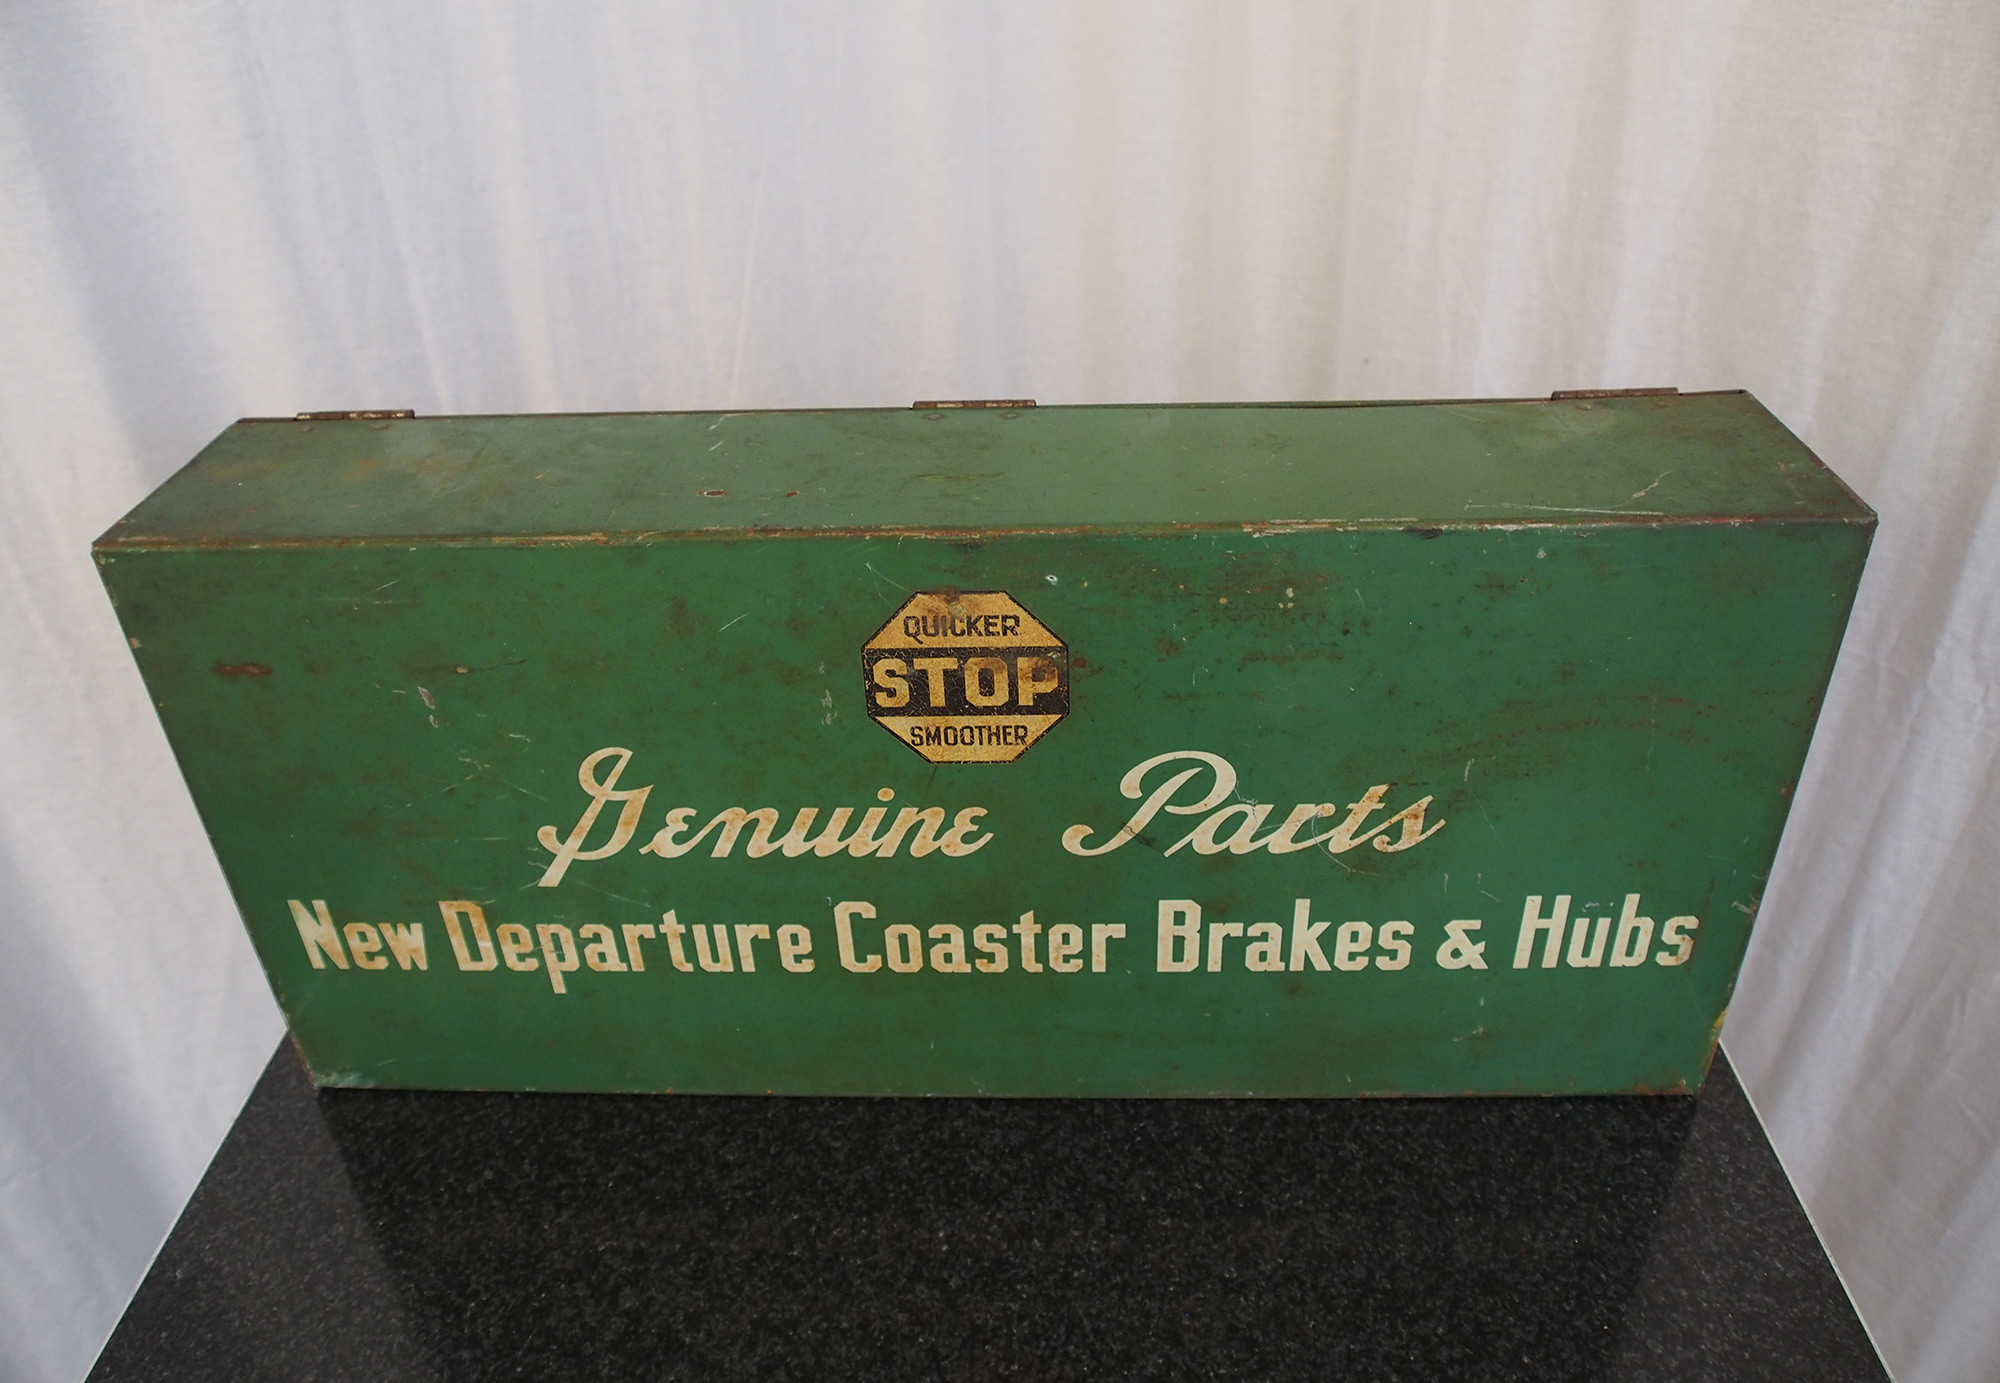 QUICKER
STOP
SMOOTHER
Genuine Parts
New Departure Coaster Brakes & Hubs